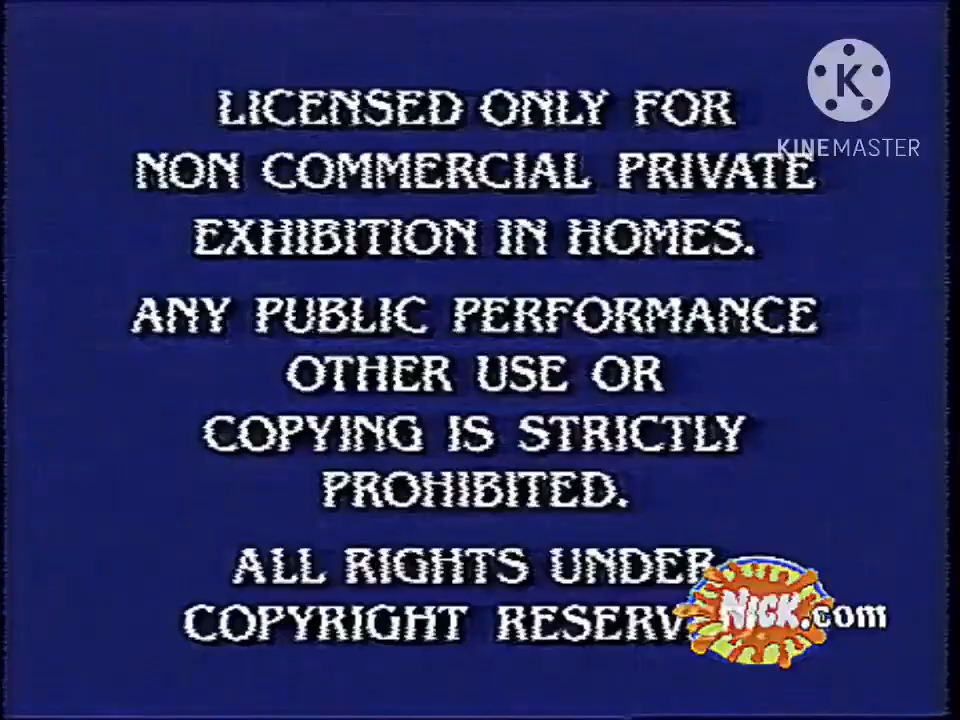 LICENSED ONLY FOR
NON COMMERCIAL PRIVATE
EXHIBITION IN HOMES.
ANY PUBLIC PERFORMANCE
OTHER USE OR
COPYING IS STRICTLY
PROHIBITED.
ALL RIGHTS UNDER
COPYRIGHT RESERV
K
KINEMASTER
NICK.com